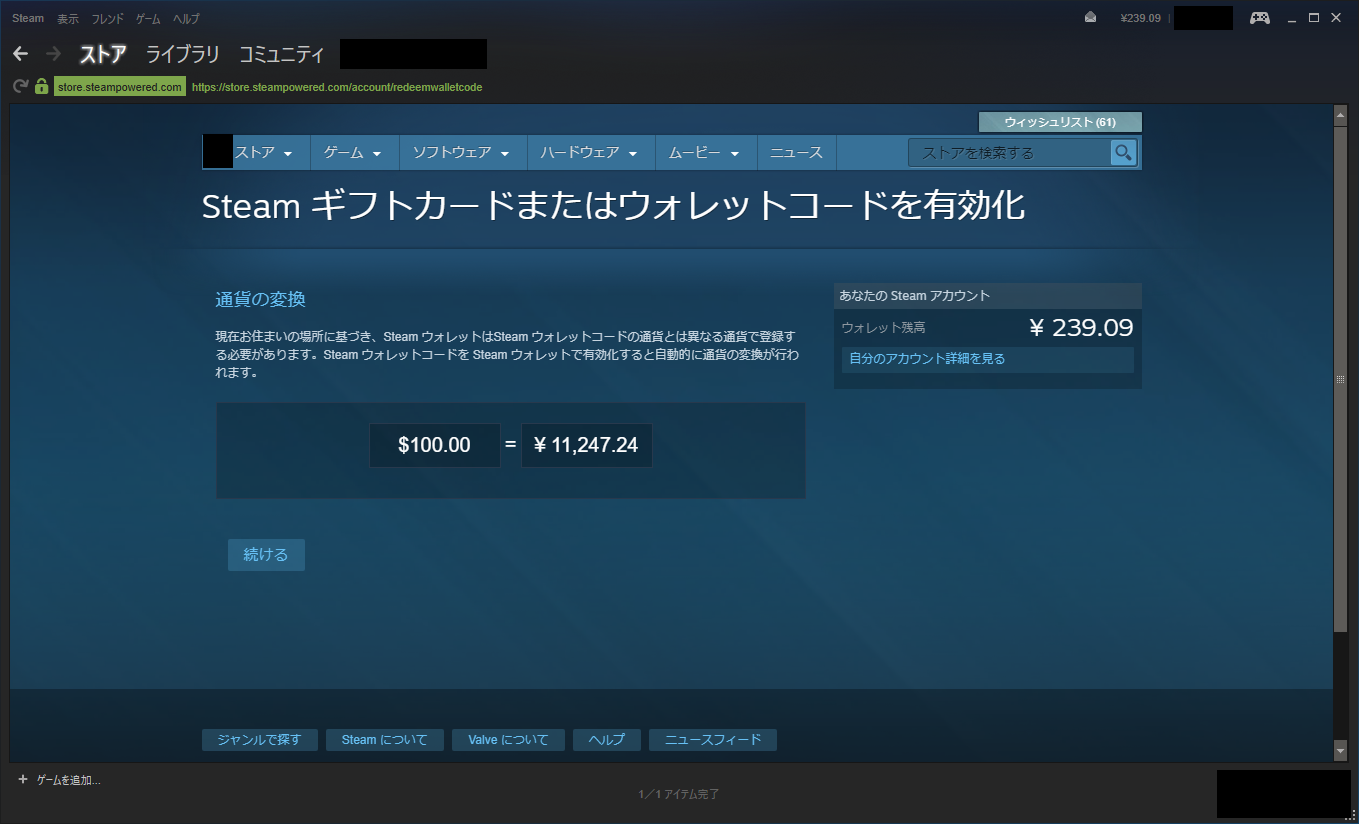 Steam 表示 フレンド ゲーム ヘルプ ¥239.09
ストア ライブラリ コミュニティ
store.steampowered.com https://store.steampowered.com/account/redeemwalletcode
ウィッシュリスト (61)
ストア ゲーム ソフトウェア ハードウェア ムービー ニュース ストアを検索する
Steam ギフトカードまたはウォレットコードを有効化
通貨の変換
現在お住まいの場所に基づき、Steam ウォレットはSteam ウォレットコードの通貨とは異なる通貨で登録す
る必要があります。Steam ウォレットコードを Steam ウォレットで有効化すると自動的に通貨の変換が行わ
れます。
$100.00 = ¥ 11,247.24
続ける
あなたの Steam アカウント
ウォレット残高 ¥ 239.09
自分のアカウント詳細を見る
ジャンルで探す Steam について Valve について ヘルプ ニュースフィード
+ ゲームを追加...
1／1 アイテム完了